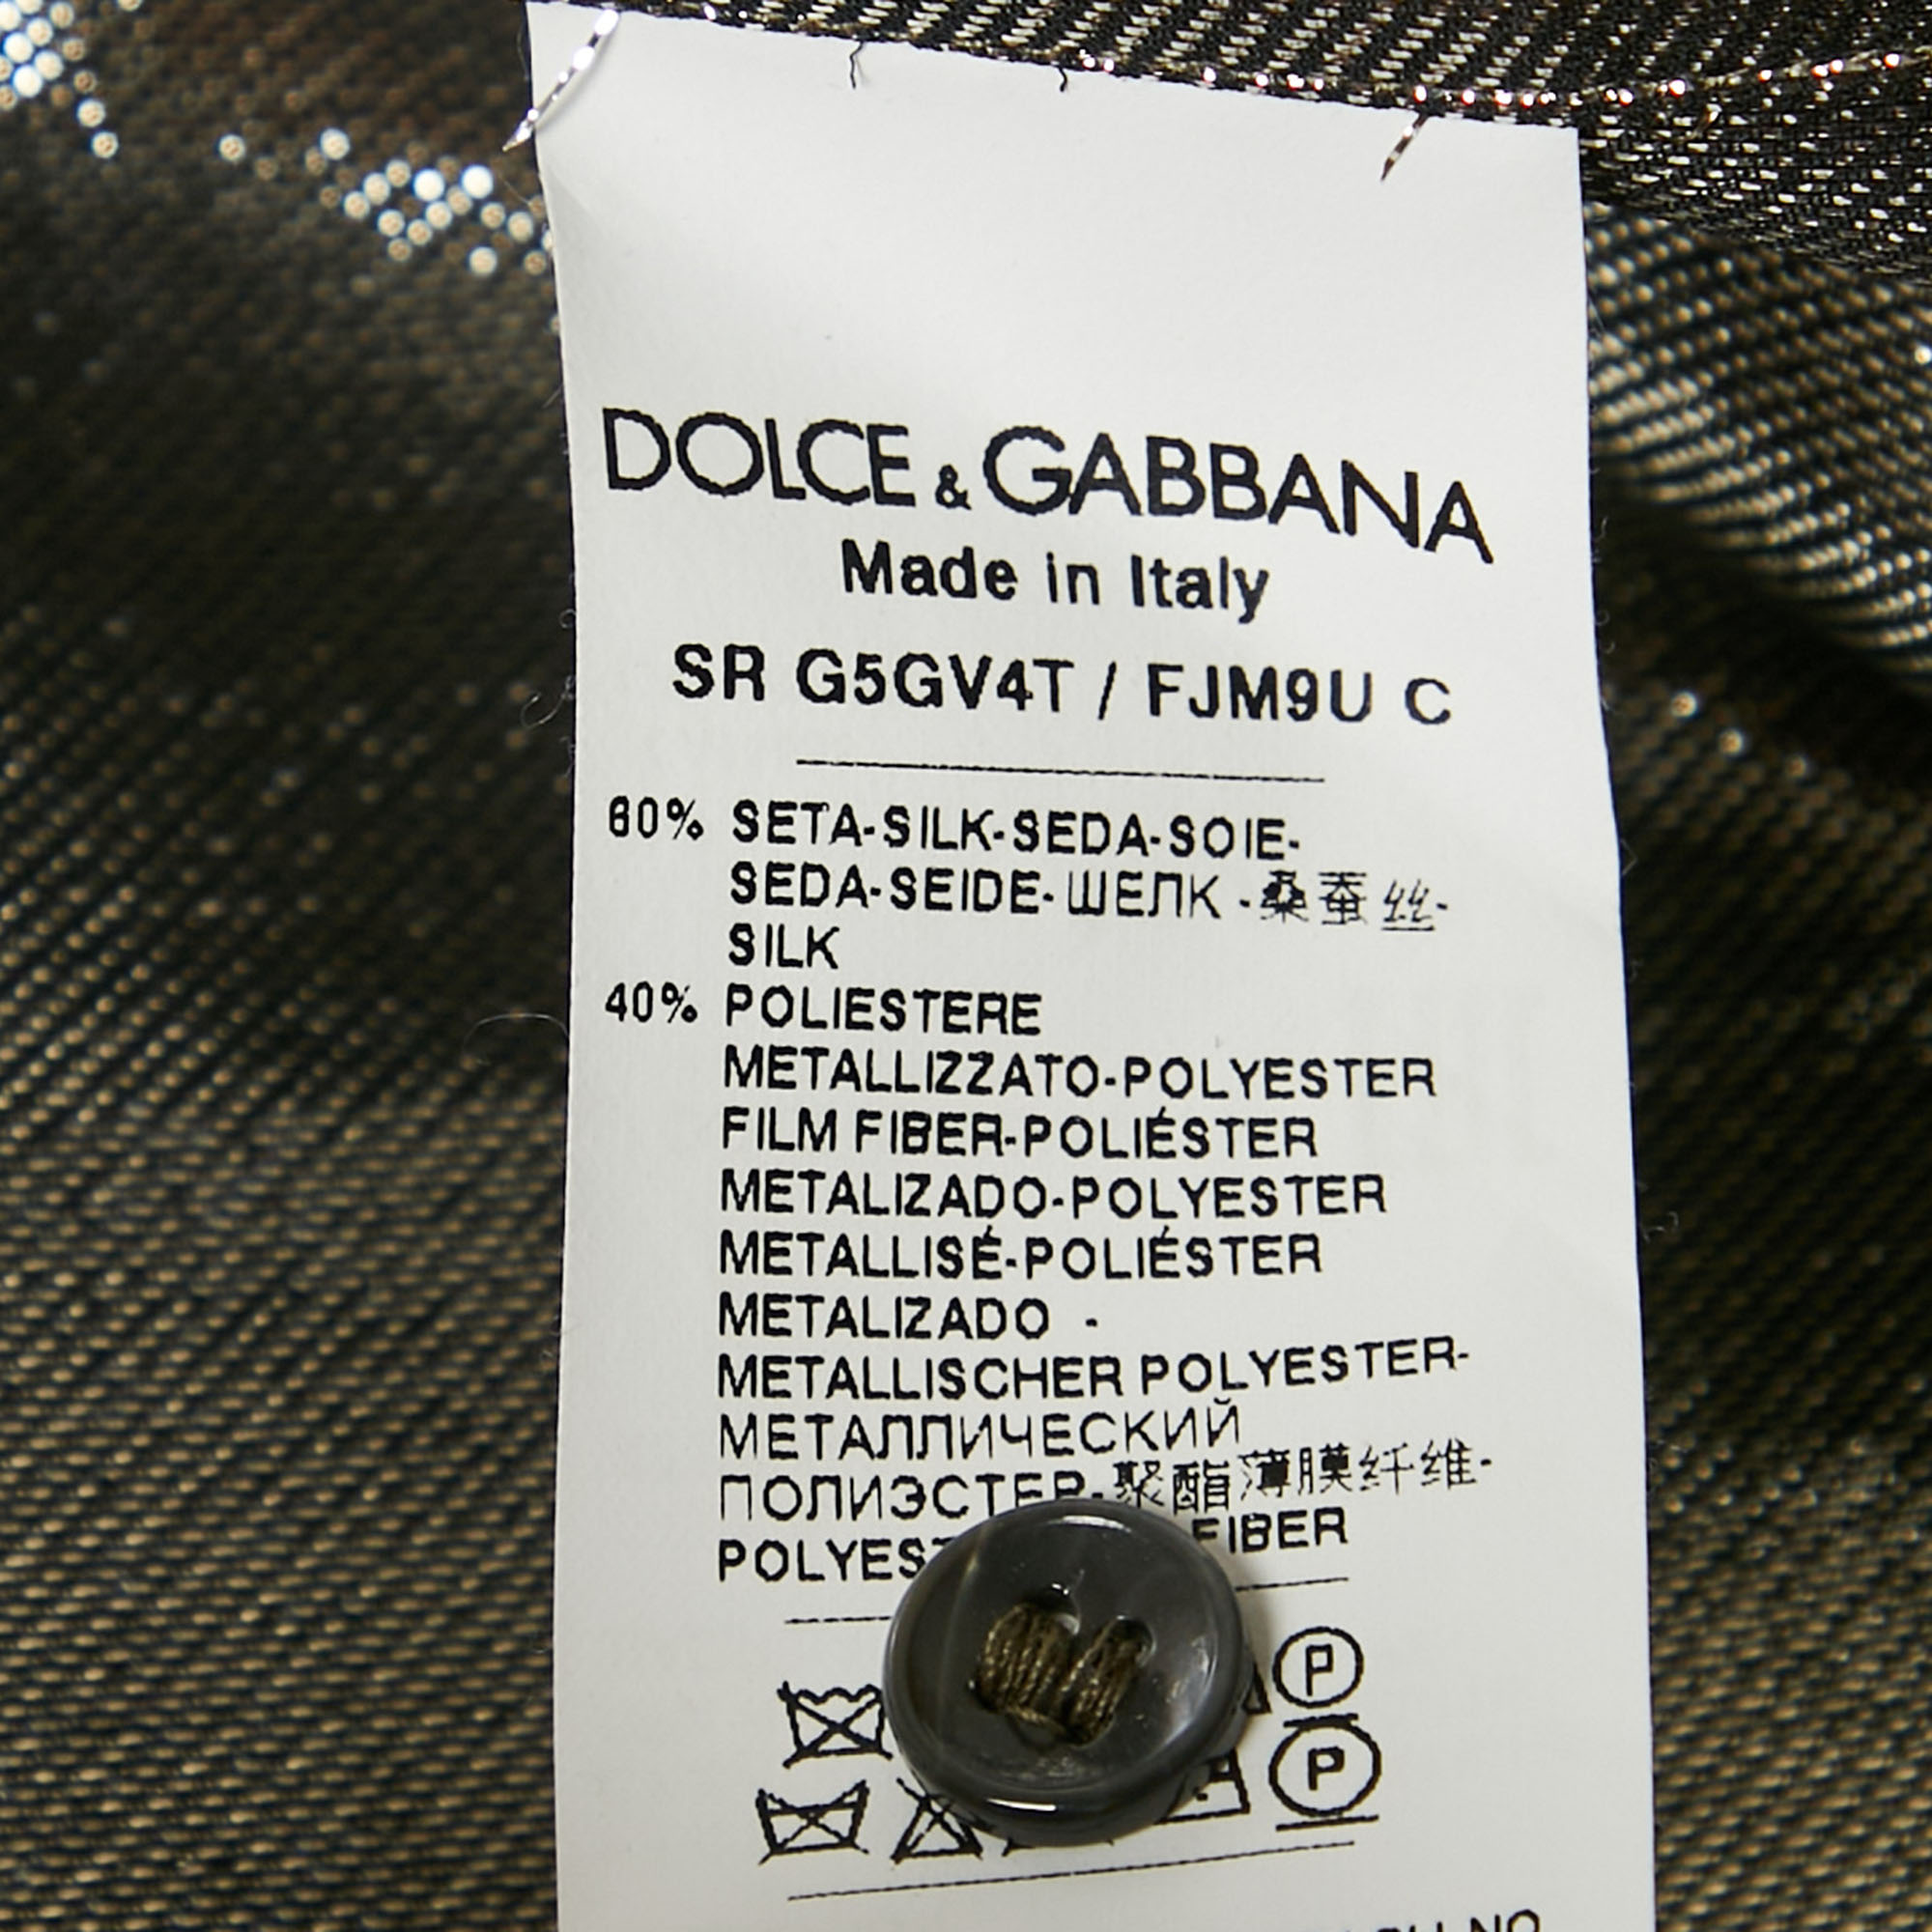 DOLCE & GABBANA
Made in Italy
SR G5GV4T / FJM9U C
60% SETA-SILK-SEDA-SOIE-
SEDA-SEIDE-ШЕЛК -桑蚕丝-
SILK
40% POLIESTERE
METALLIZZATO-POLYESTER
FILM FIBER-POLIÉSTER
METALIZADO-POLYESTER
METALLISÉ-POLIÉSTER
METALIZADO -
METALLISCHER POLYESTER-
МЕТАЛЛИЧЕСКИЙ
ПОЛИЭСТЕР-聚酯薄膜纤维-
FIBER
P
P
NO